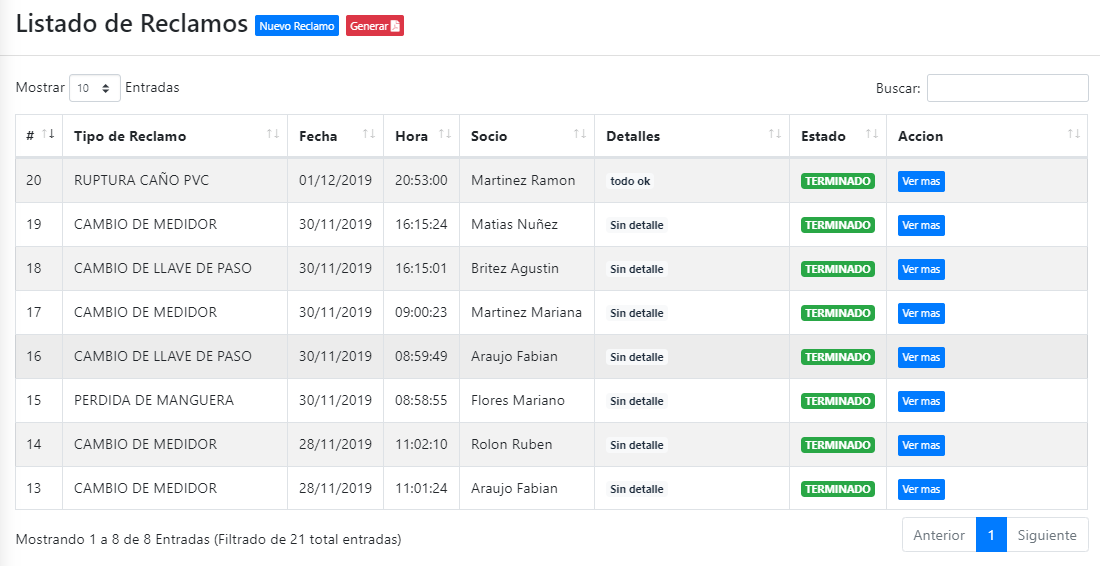 Listado de Reclamos Nuevo Reclamo Generar
Mostrar 10 Entradas Buscar:
# Tipo de Reclamo Fecha Hora Socio Detalles Estado Accion
20 RUPTURA CAÑO PVC 01/12/2019 20:53:00 Martinez Ramon todo ok TERMINADO Ver mas
19 CAMBIO DE MEDIDOR 30/11/2019 16:15:24 Matias Nuñez Sin detalle TERMINADO Ver mas
18 CAMBIO DE LLAVE DE PASO 30/11/2019 16:15:01 Britez Agustin Sin detalle TERMINADO Ver mas
17 CAMBIO DE MEDIDOR 30/11/2019 09:00:23 Martinez Mariana Sin detalle TERMINADO Ver mas
16 CAMBIO DE LLAVE DE PASO 30/11/2019 08:59:49 Araujo Fabian Sin detalle TERMINADO Ver mas
15 PERDIDA DE MANGUERA 30/11/2019 08:58:55 Flores Mariano Sin detalle TERMINADO Ver mas
14 CAMBIO DE MEDIDOR 28/11/2019 11:02:10 Rolon Ruben Sin detalle TERMINADO Ver mas
13 CAMBIO DE MEDIDOR 28/11/2019 11:01:24 Araujo Fabian Sin detalle TERMINADO Ver mas
Mostrando 1 a 8 de 8 Entradas (Filtrado de 21 total entradas) Anterior 1 Siguiente